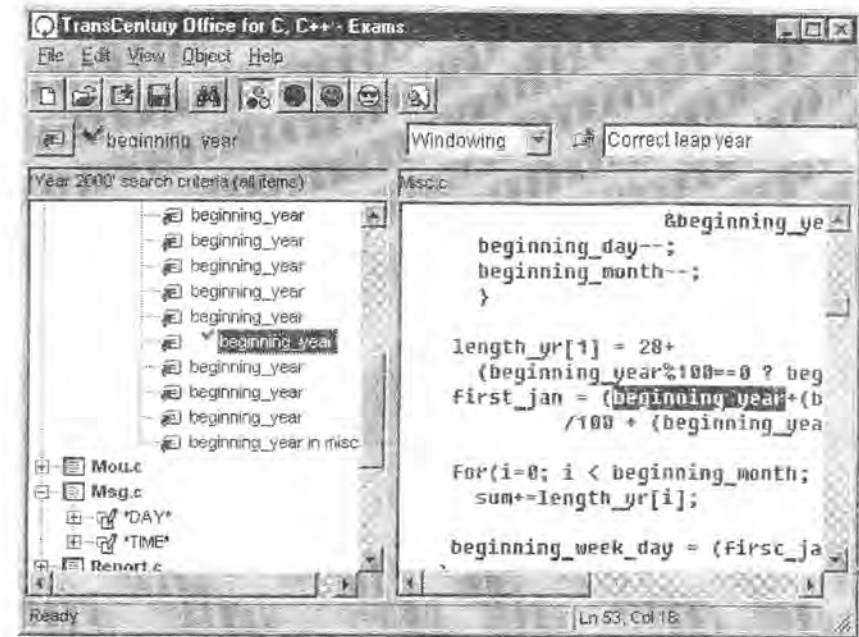 TransCentury Office for C, C++ - Exams
File Edit View Object Help
beginning_year
Windowing
Correct leap year
'Year 2000' search criteria (all items)
Misc.c
beginning_year
beginning_year
beginning_year
beginning_year
beginning_year
beginning_year
beginning_year
beginning_year
beginning_year
beginning_year in misc
Mou.c
Msg.c
*DAY*
*TIME*
Report.c
&beginning_ye
beginning_day--;
beginning_month--;
}
length_yr[1] = 28+
(beginning_year%100==0 ? beg
first_jan = (beginning_year+(b
/100 + (beginning_yea
For(i=0; i < beginning_month;
sum+=length_yr[i];
beginning_week_day = (first_ja
Ready
Ln 53, Col 18